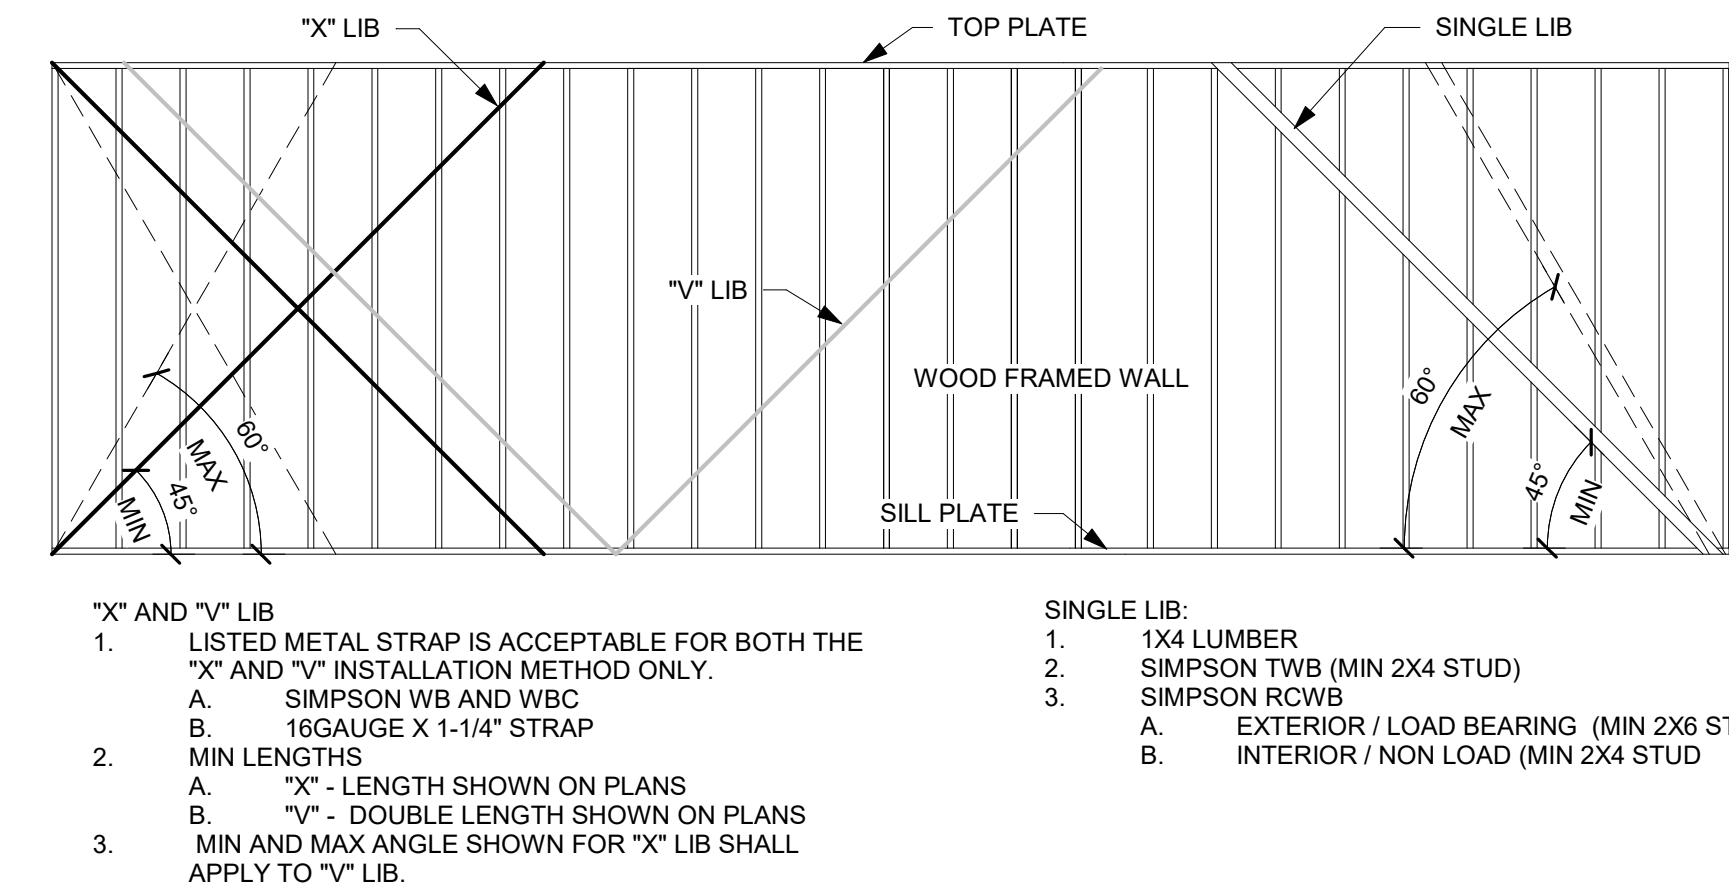 "X" LIB
TOP PLATE
SINGLE LIB
"V" LIB
WOOD FRAMED WALL
SILL PLATE
60°
MAX
45°
MIN
60°
MAX
45°
MIN
"X" AND "V" LIB
1. LISTED METAL STRAP IS ACCEPTABLE FOR BOTH THE
"X" AND "V" INSTALLATION METHOD ONLY.
A. SIMPSON WB AND WBC
B. 16GAUGE X 1-1/4" STRAP
2. MIN LENGTHS
A. "X" - LENGTH SHOWN ON PLANS
B. "V" - DOUBLE LENGTH SHOWN ON PLANS
3. MIN AND MAX ANGLE SHOWN FOR "X" LIB SHALL
APPLY TO "V" LIB.
SINGLE LIB:
1. 1X4 LUMBER
2. SIMPSON TWB (MIN 2X4 STUD)
3. SIMPSON RCWB
A. EXTERIOR / LOAD BEARING (MIN 2X6
B. INTERIOR / NON LOAD (MIN 2X4 STUD